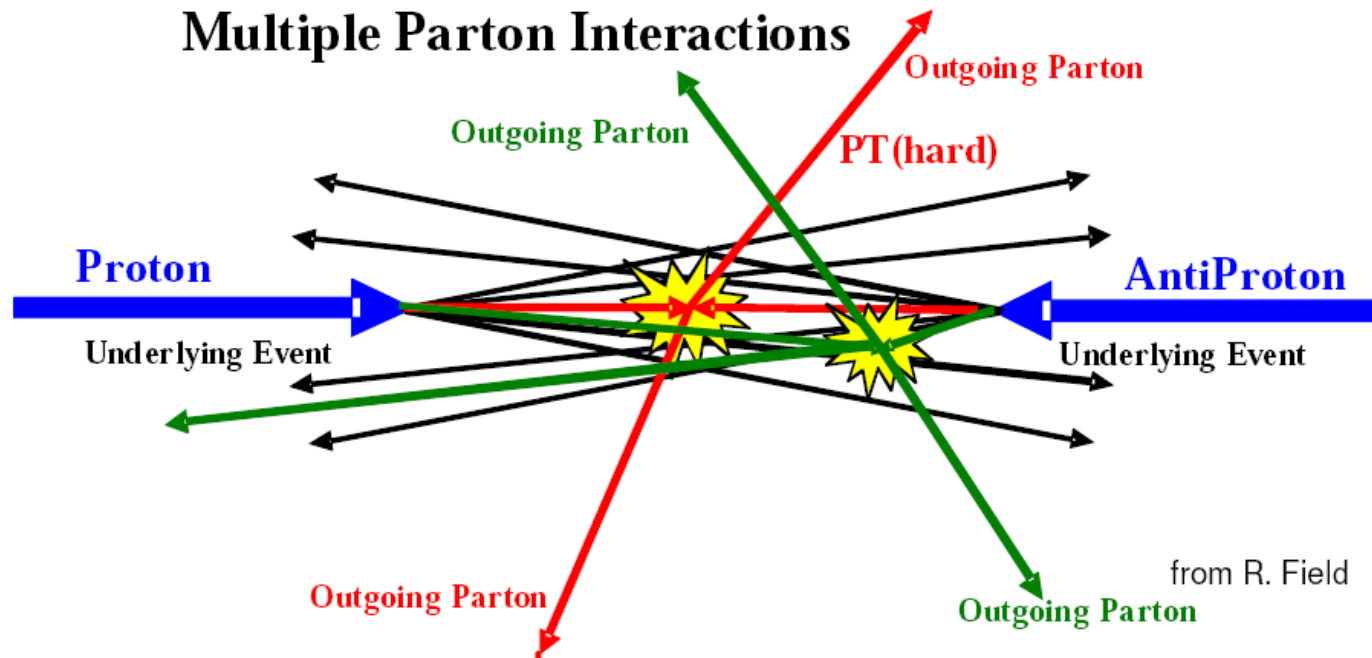 Multiple Parton Interactions
Outgoing Parton
Outgoing Parton
PT(hard)
Proton
AntiProton
Underlying Event
Underlying Event
Outgoing Parton
from R. Field
Outgoing Parton